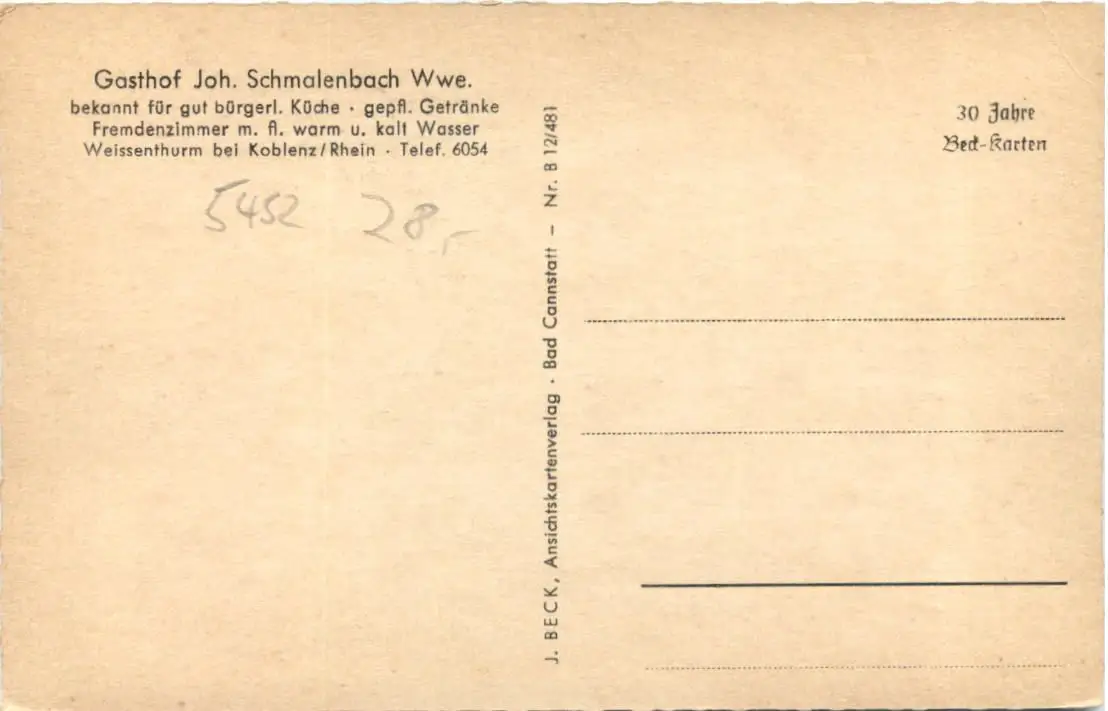 Gasthof Joh. Schmalenbach Wwe.
bekannt für gut bürgerl. Küche · gepfl. Getränke
Fremdenzimmer m. fl. warm u. kalt Wasser
Weissenthurm bei Koblenz/Rhein · Telef. 6054
5452 28,-
J. BECK, Ansichtskartenverlag · Bad Cannstatt – Nr. B 12/481
30 Jahre
Beck-Karten